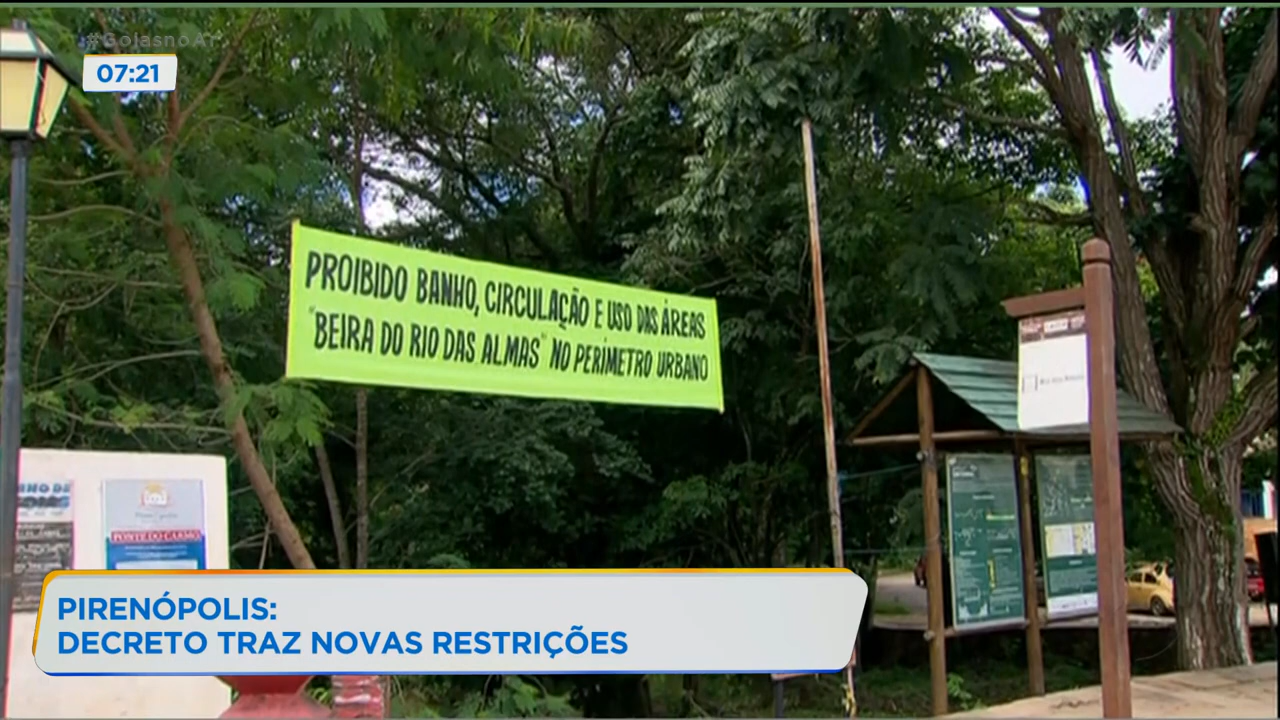 #GoiásnoAr
07:21
PROIBIDO BANHO, CIRCULAÇÃO E USO DAS ÁREAS
"BEIRA DO RIO DAS ALMAS" NO PERÍMETRO URBANO
PONTE DO CARMO
PIRENÓPOLIS:
DECRETO TRAZ NOVAS RESTRIÇÕES